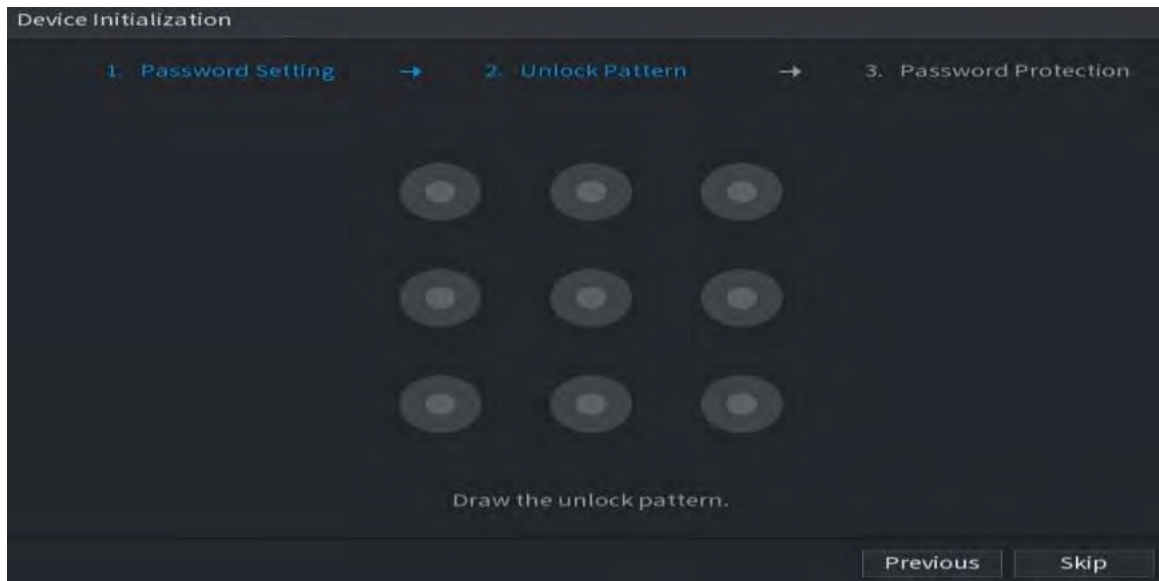 Device Initialization
1. Password Setting → 2. Unlock Pattern → 3. Password Protection
Draw the unlock pattern.
Previous Skip